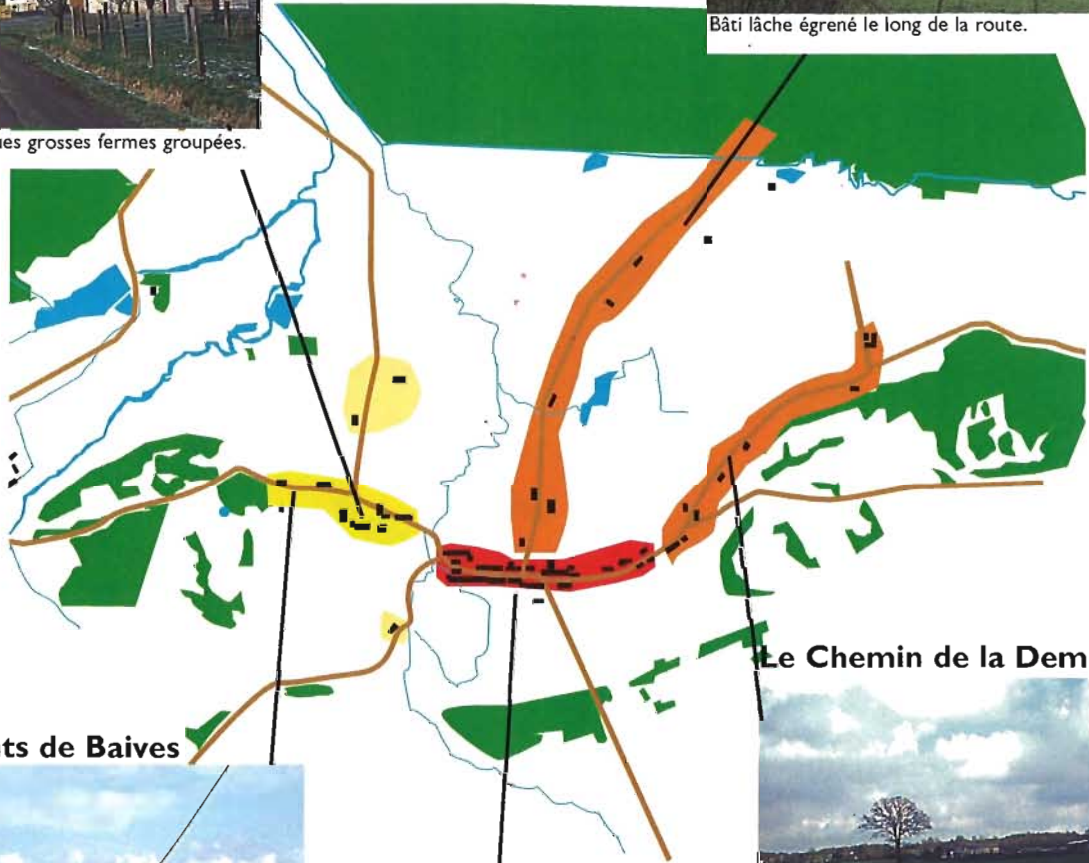 Bâti lâche égrené le long de la route.
ues grosses fermes groupées.
Le Chemin de la Dem
ts de Baives